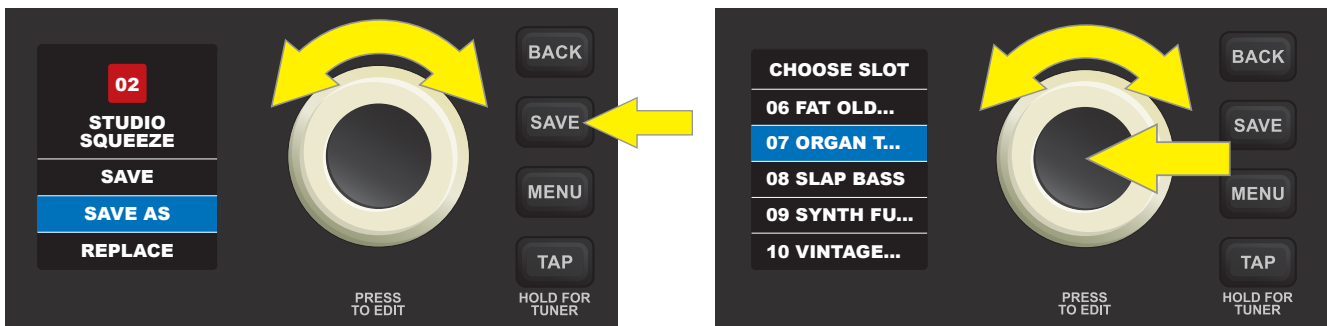 02
STUDIO
SQUEEZE
SAVE
SAVE AS
REPLACE
PRESS
TO EDIT
BACK
SAVE
MENU
TAP
HOLD FOR
TUNER
CHOOSE SLOT
06 FAT OLD...
07 ORGAN T...
08 SLAP BASS
09 SYNTH FU...
10 VINTAGE...
PRESS
TO EDIT
BACK
SAVE
MENU
TAP
HOLD FOR
TUNER